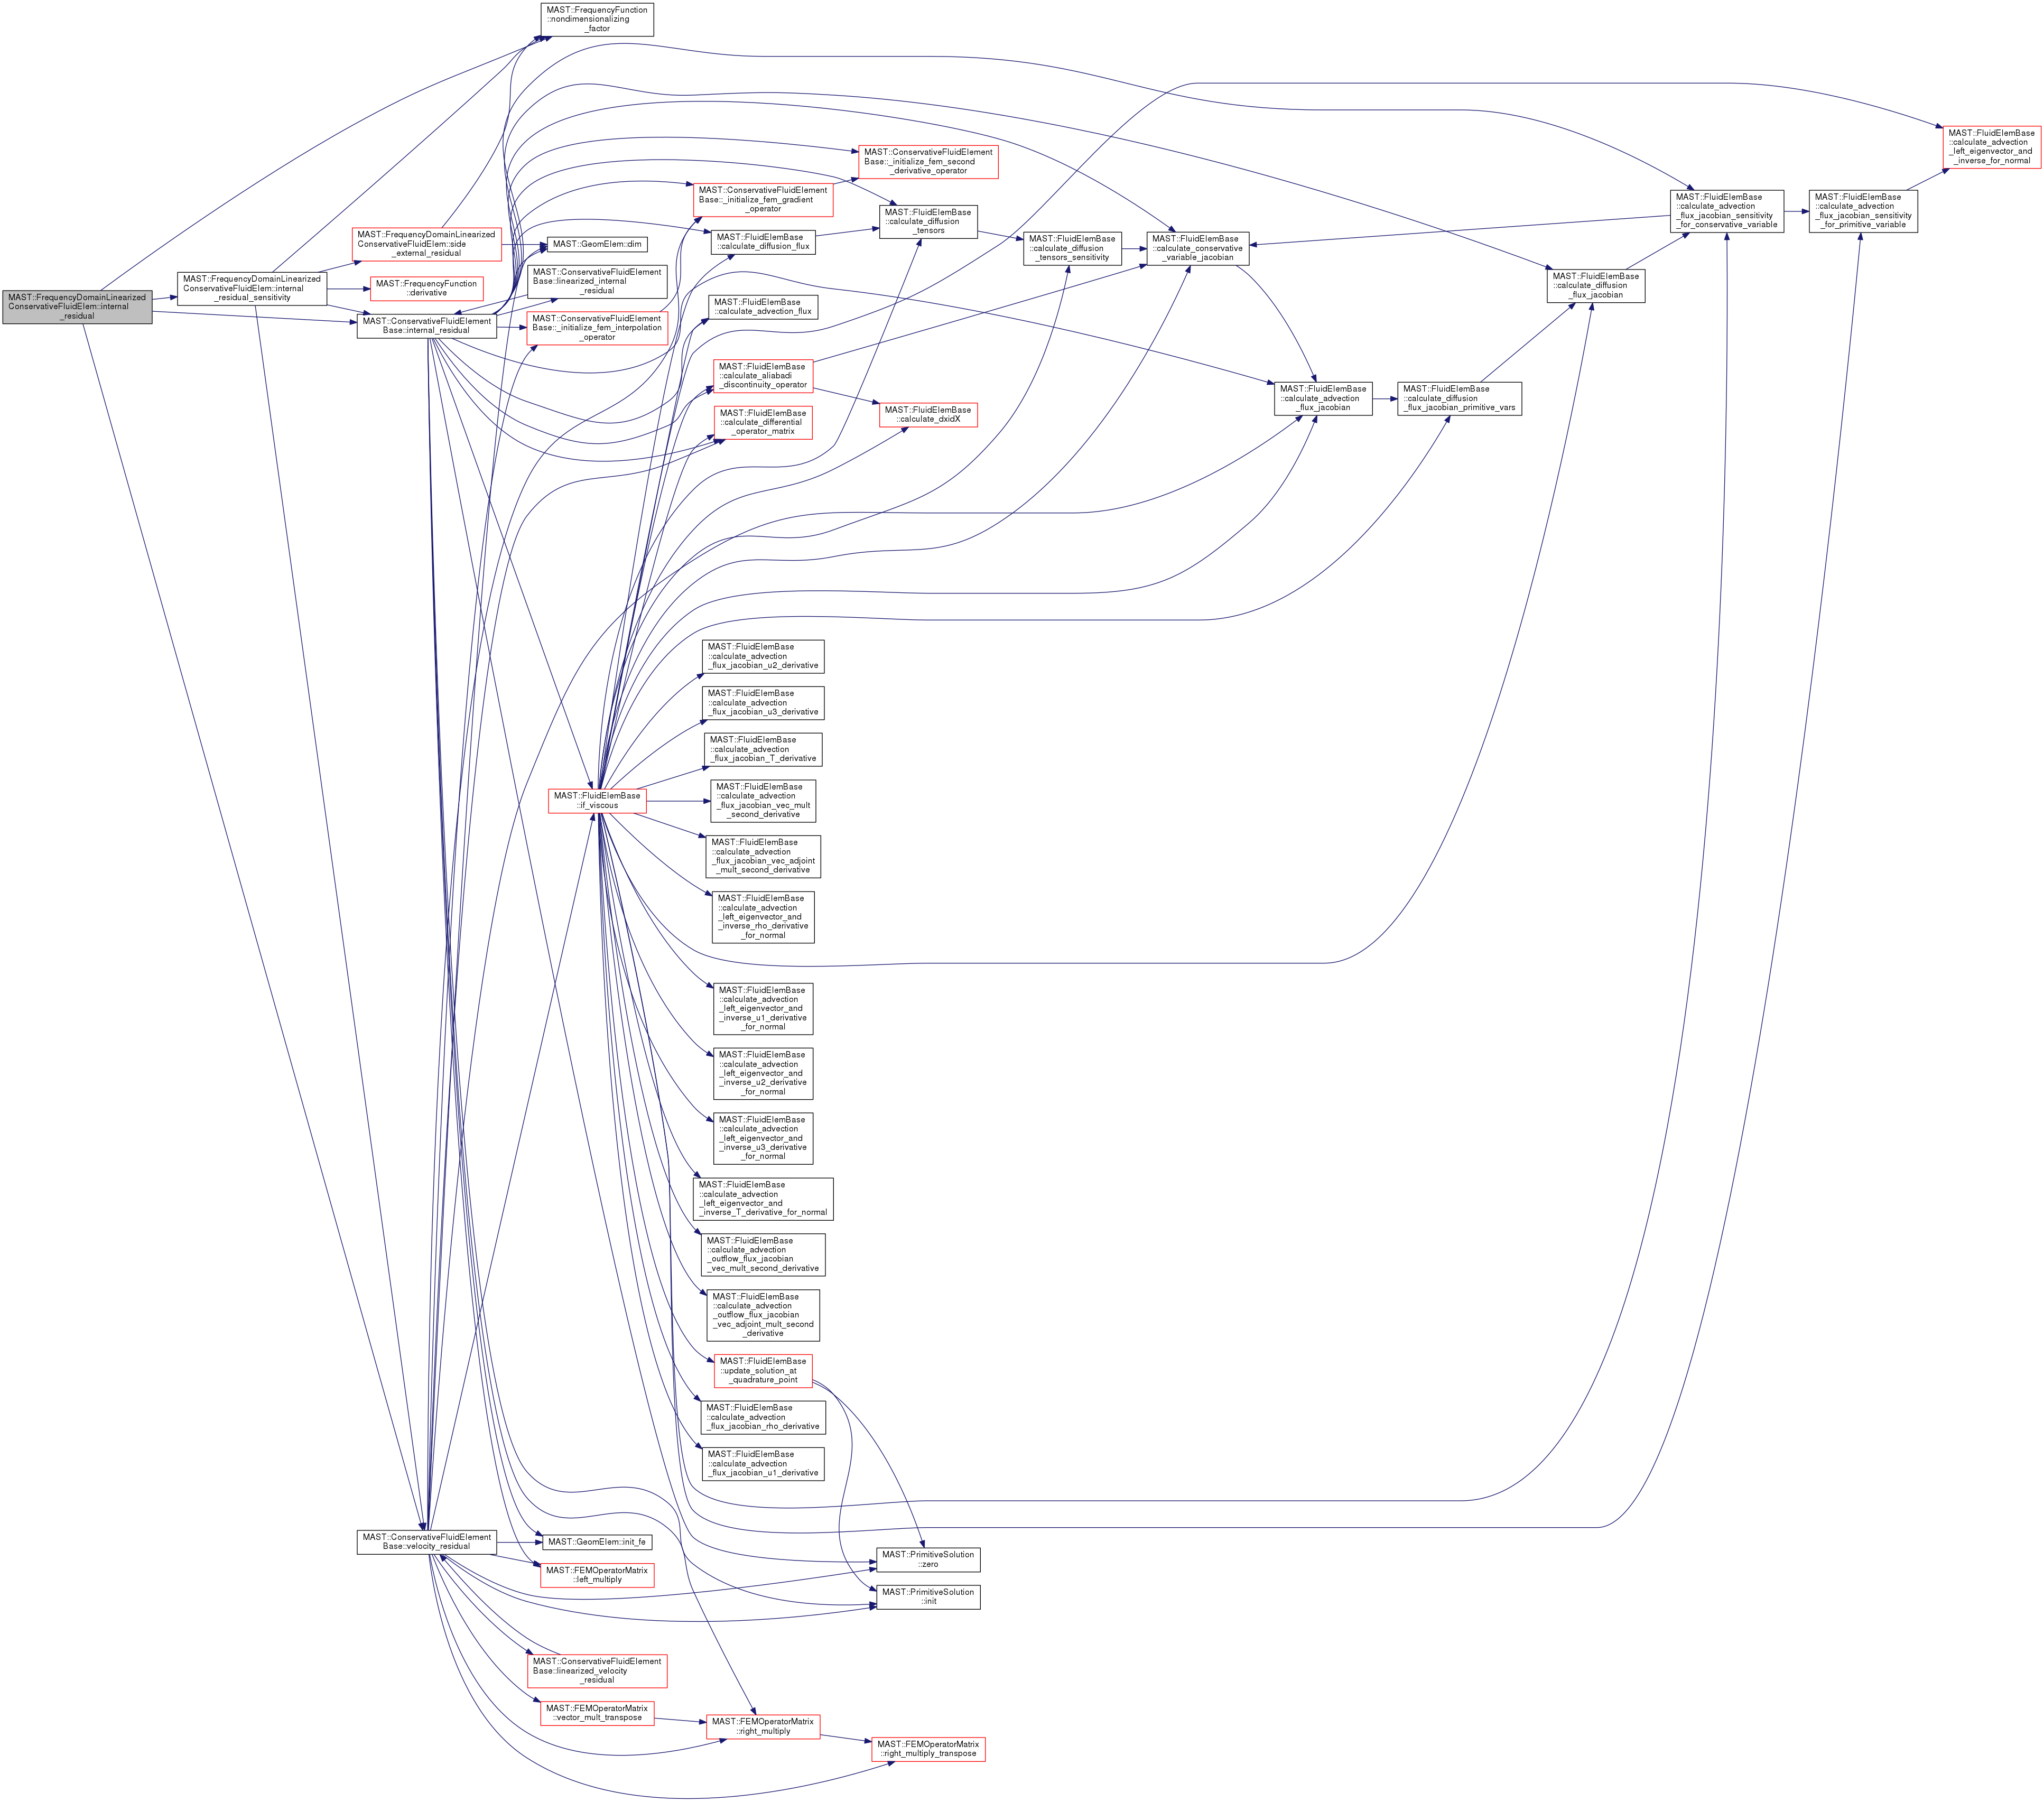 MAST::FrequencyDomainLinearized
ConservativeFluidElem::internal
_residual
MAST::FrequencyDomainLinearized
ConservativeFluidElem::internal
_residual_sensitivity
MAST::FrequencyDomainLinearized
ConservativeFluidElem::side
_external_residual
MAST::FrequencyFunction
::derivative
MAST::ConservativeFluidElement
Base::internal_residual
MAST::ConservativeFluidElement
Base::velocity_residual
MAST::FrequencyFunction
::nondimensionalizing
_factor
MAST::GeomElem::dim
MAST::ConservativeFluidElement
Base::linearized_internal
_residual
MAST::ConservativeFluidElement
Base::_initialize_fem_interpolation
_operator
MAST::FluidElemBase
::if_viscous
MAST::GeomElem::init_fe
MAST::FEMOperatorMatrix
::left_multiply
MAST::ConservativeFluidElement
Base::linearized_velocity
_residual
MAST::FEMOperatorMatrix
::vector_mult_transpose
MAST::ConservativeFluidElement
Base::_initialize_fem_gradient
_operator
MAST::FluidElemBase
::calculate_diffusion_flux
MAST::FluidElemBase
::calculate_advection_flux
MAST::FluidElemBase
::calculate_aliabadi
_discontinuity_operator
MAST::FluidElemBase
::calculate_differential
_operator_matrix
MAST::FluidElemBase
::calculate_advection
_flux_jacobian_u2_derivative
MAST::FluidElemBase
::calculate_advection
_flux_jacobian_u3_derivative
MAST::FluidElemBase
::calculate_advection
_flux_jacobian_T_derivative
MAST::FluidElemBase
::calculate_advection
_flux_jacobian_vec_mult
_second_derivative
MAST::FluidElemBase
::calculate_advection
_flux_jacobian_vec_adjoint
_mult_second_derivative
MAST::FluidElemBase
::calculate_advection
_left_eigenvector_and
_inverse_rho_derivative
_for_normal
MAST::FluidElemBase
::calculate_advection
_left_eigenvector_and
_inverse_u1_derivative
_for_normal
MAST::FluidElemBase
::calculate_advection
_left_eigenvector_and
_inverse_u2_derivative
_for_normal
MAST::FluidElemBase
::calculate_advection
_left_eigenvector_and
_inverse_u3_derivative
_for_normal
MAST::FluidElemBase
::calculate_advection
_left_eigenvector_and
_inverse_T_derivative_for_normal
MAST::FluidElemBase
::calculate_advection
_outflow_flux_jacobian
_vec_mult_second_derivative
MAST::FluidElemBase
::calculate_advection
_outflow_flux_jacobian
_vec_adjoint_mult_second
_derivative
MAST::FluidElemBase
::update_solution_at
_quadrature_point
MAST::FluidElemBase
::calculate_advection
_flux_jacobian_rho_derivative
MAST::FluidElemBase
::calculate_advection
_flux_jacobian_u1_derivative
MAST::FEMOperatorMatrix
::right_multiply
MAST::ConservativeFluidElement
Base::_initialize_fem_second
_derivative_operator
MAST::FluidElemBase
::calculate_diffusion
_tensors
MAST::FluidElemBase
::calculate_dxidX
MAST::PrimitiveSolution
::zero
MAST::PrimitiveSolution
::init
MAST::FEMOperatorMatrix
::right_multiply_transpose
MAST::FluidElemBase
::calculate_diffusion
_tensors_sensitivity
MAST::FluidElemBase
::calculate_conservative
_variable_jacobian
MAST::FluidElemBase
::calculate_advection
_flux_jacobian
MAST::FluidElemBase
::calculate_diffusion
_flux_jacobian_primitive_vars
MAST::FluidElemBase
::calculate_diffusion
_flux_jacobian
MAST::FluidElemBase
::calculate_advection
_flux_jacobian_sensitivity
_for_conservative_variable
MAST::FluidElemBase
::calculate_advection
_flux_jacobian_sensitivity
_for_primitive_variable
MAST::FluidElemBase
::calculate_advection
_left_eigenvector_and
_inverse_for_normal